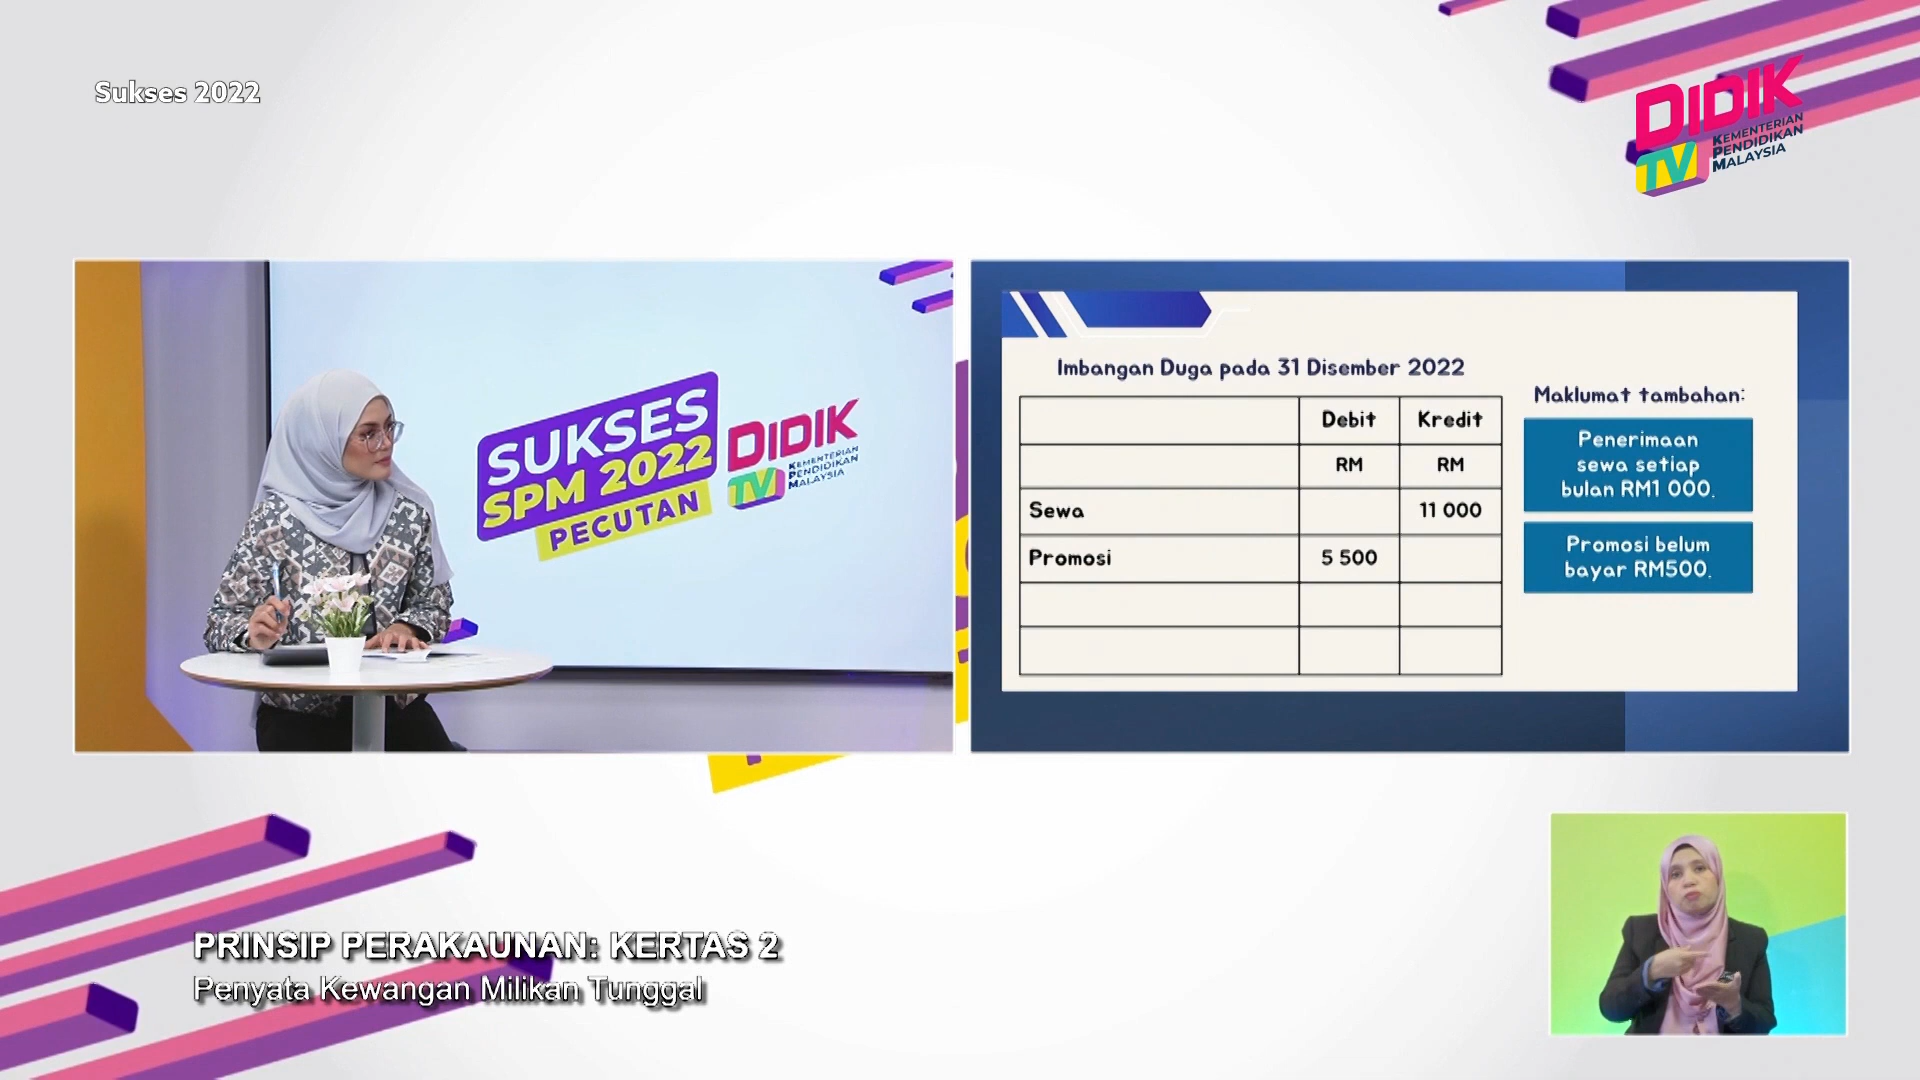 Sukses 2022
DIDIK
TV
KEMENTERIAN
PENDIDIKAN
MALAYSIA
SUKSES
SPM 2022
PECUTAN
DIDIK
TV
KEMENTERIAN
PENDIDIKAN
MALAYSIA
Imbangan Duga pada 31 Disember 2022
Debit Kredit
RM RM
Sewa 11 000
Promosi 5 500
Maklumat tambahan:
Penerimaan
sewa setiap
bulan RM1 000.
Promosi belum
bayar RM500.
PRINSIP PERAKAUNAN: KERTAS 2
Penyata Kewangan Milikan Tunggal